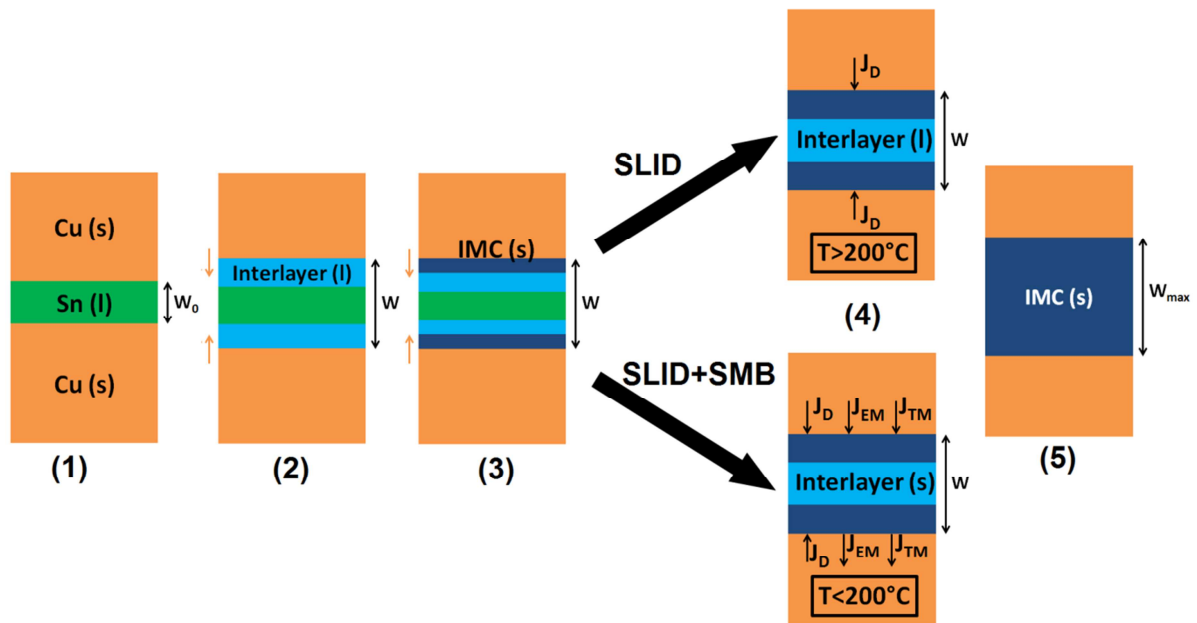 Cu (s)
Sn (l)
W₀
Cu (s)
(1)
Interlayer (l)
W
(2)
IMC (s)
W
(3)
SLID
SLID+SMB
J_D
Interlayer (l)
W
J_D
T>200°C
(4)
J_D J_EM J_TM
Interlayer (s)
W
J_D J_EM J_TM
T<200°C
IMC (s)
W_max
(5)